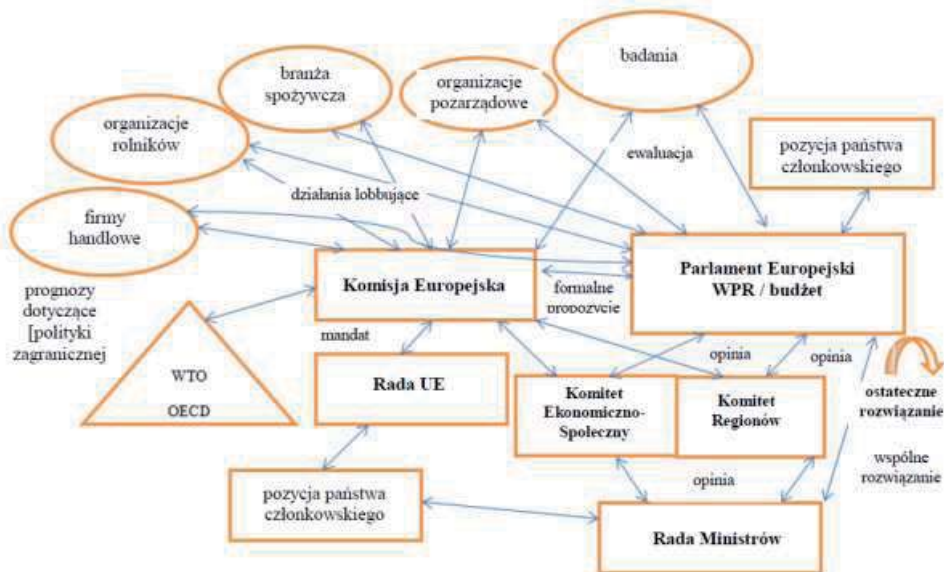 branża
spożywcza
organizacje
pozarządowe
badania
organizacje
rolników
ewaluacja
pozycja państwa
członkowskiego
działania lobbujące
firmy
handlowe
Komisja Europejska
formalne
propozycje
Parlament Europejski
WPR / budżet
prognozy
dotyczące
[polityki
zagranicznej
mandat
WTO
OECD
Rada UE
opinia
opinia
Komitet
Ekonomiczno-
Społeczny
Komitet
Regionów
ostateczne
rozwiązanie
wspólne
rozwiązanie
pozycja państwa
członkowskiego
opinia
Rada Ministrów